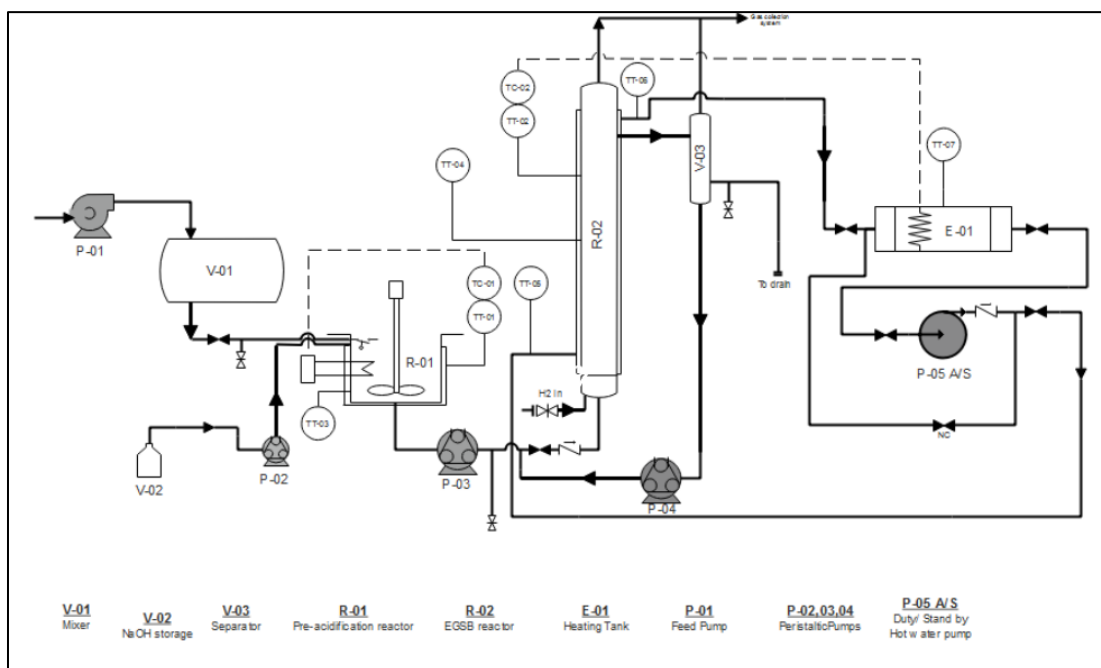 Gas collection
system
TC-02
TT-02
TT-06
TT-07
TT-04
V-03
R-02
E-01
P-01
V-01
TC-01
TT-01
TT-05
To drain
R-01
P-05 A/S
H2 In
TT-03
NC
V-02
P-02
P-03
P-04
V-01
Mixer
V-02
NaOH storage
V-03
Separator
R-01
Pre-acidification reactor
R-02
EGSB reactor
E-01
Heating Tank
P-01
Feed Pump
P-02,03,04
Peristaltic Pumps
P-05 A/S
Duty/ Stand by
Hot water pump